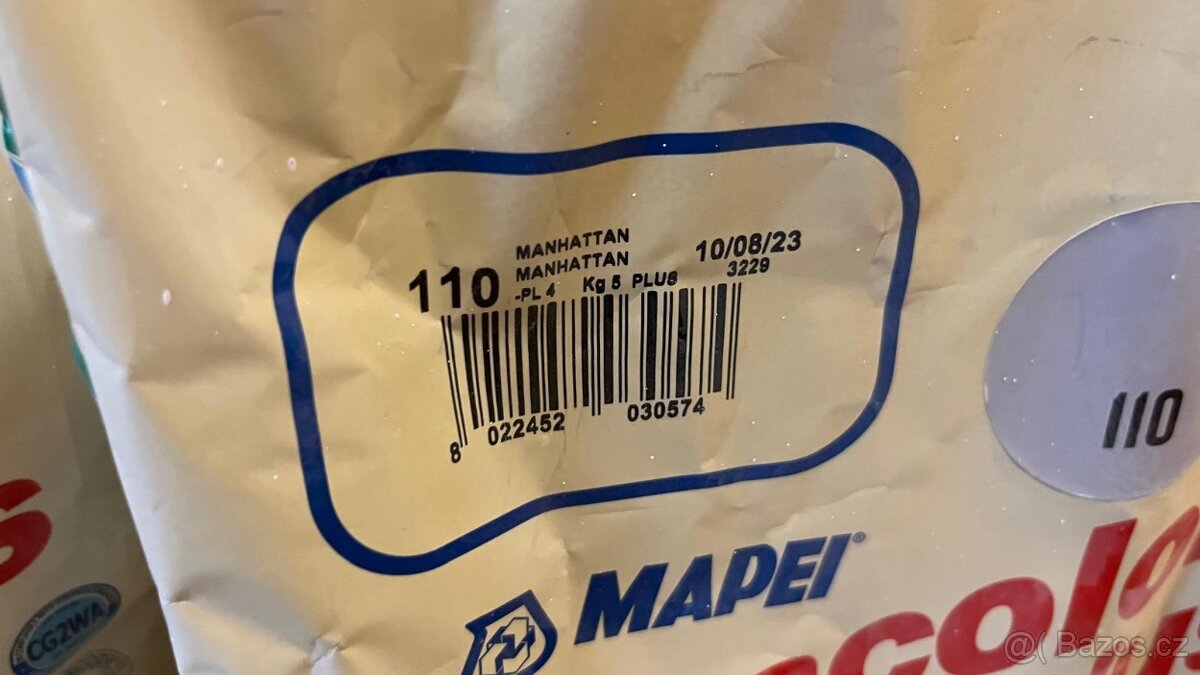 MANHATTAN
110 MANHATTAN 10/08/23
-PL 4 Kg 5 PLUS 3229
8 022452 030574
110
MAPEI®
CG2WA
@( Bazos.cz